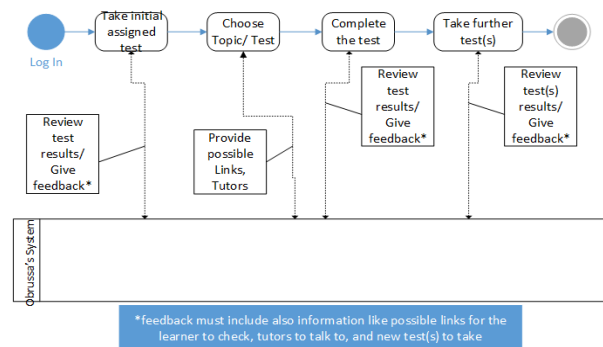 Take initial
assigned
test
Choose
Topic/ Test
Complete
the test
Take further
test(s)
Log In
Review
test
results/
Give
feedback*
Provide
possible
Links,
Tutors
Review
test
results/
Give
feedback*
Review
test(s)
results/
Give
feedback*
Obrussa's System
*feedback must include also information like possible links for the
learner to check, tutors to talk to, and new test(s) to take